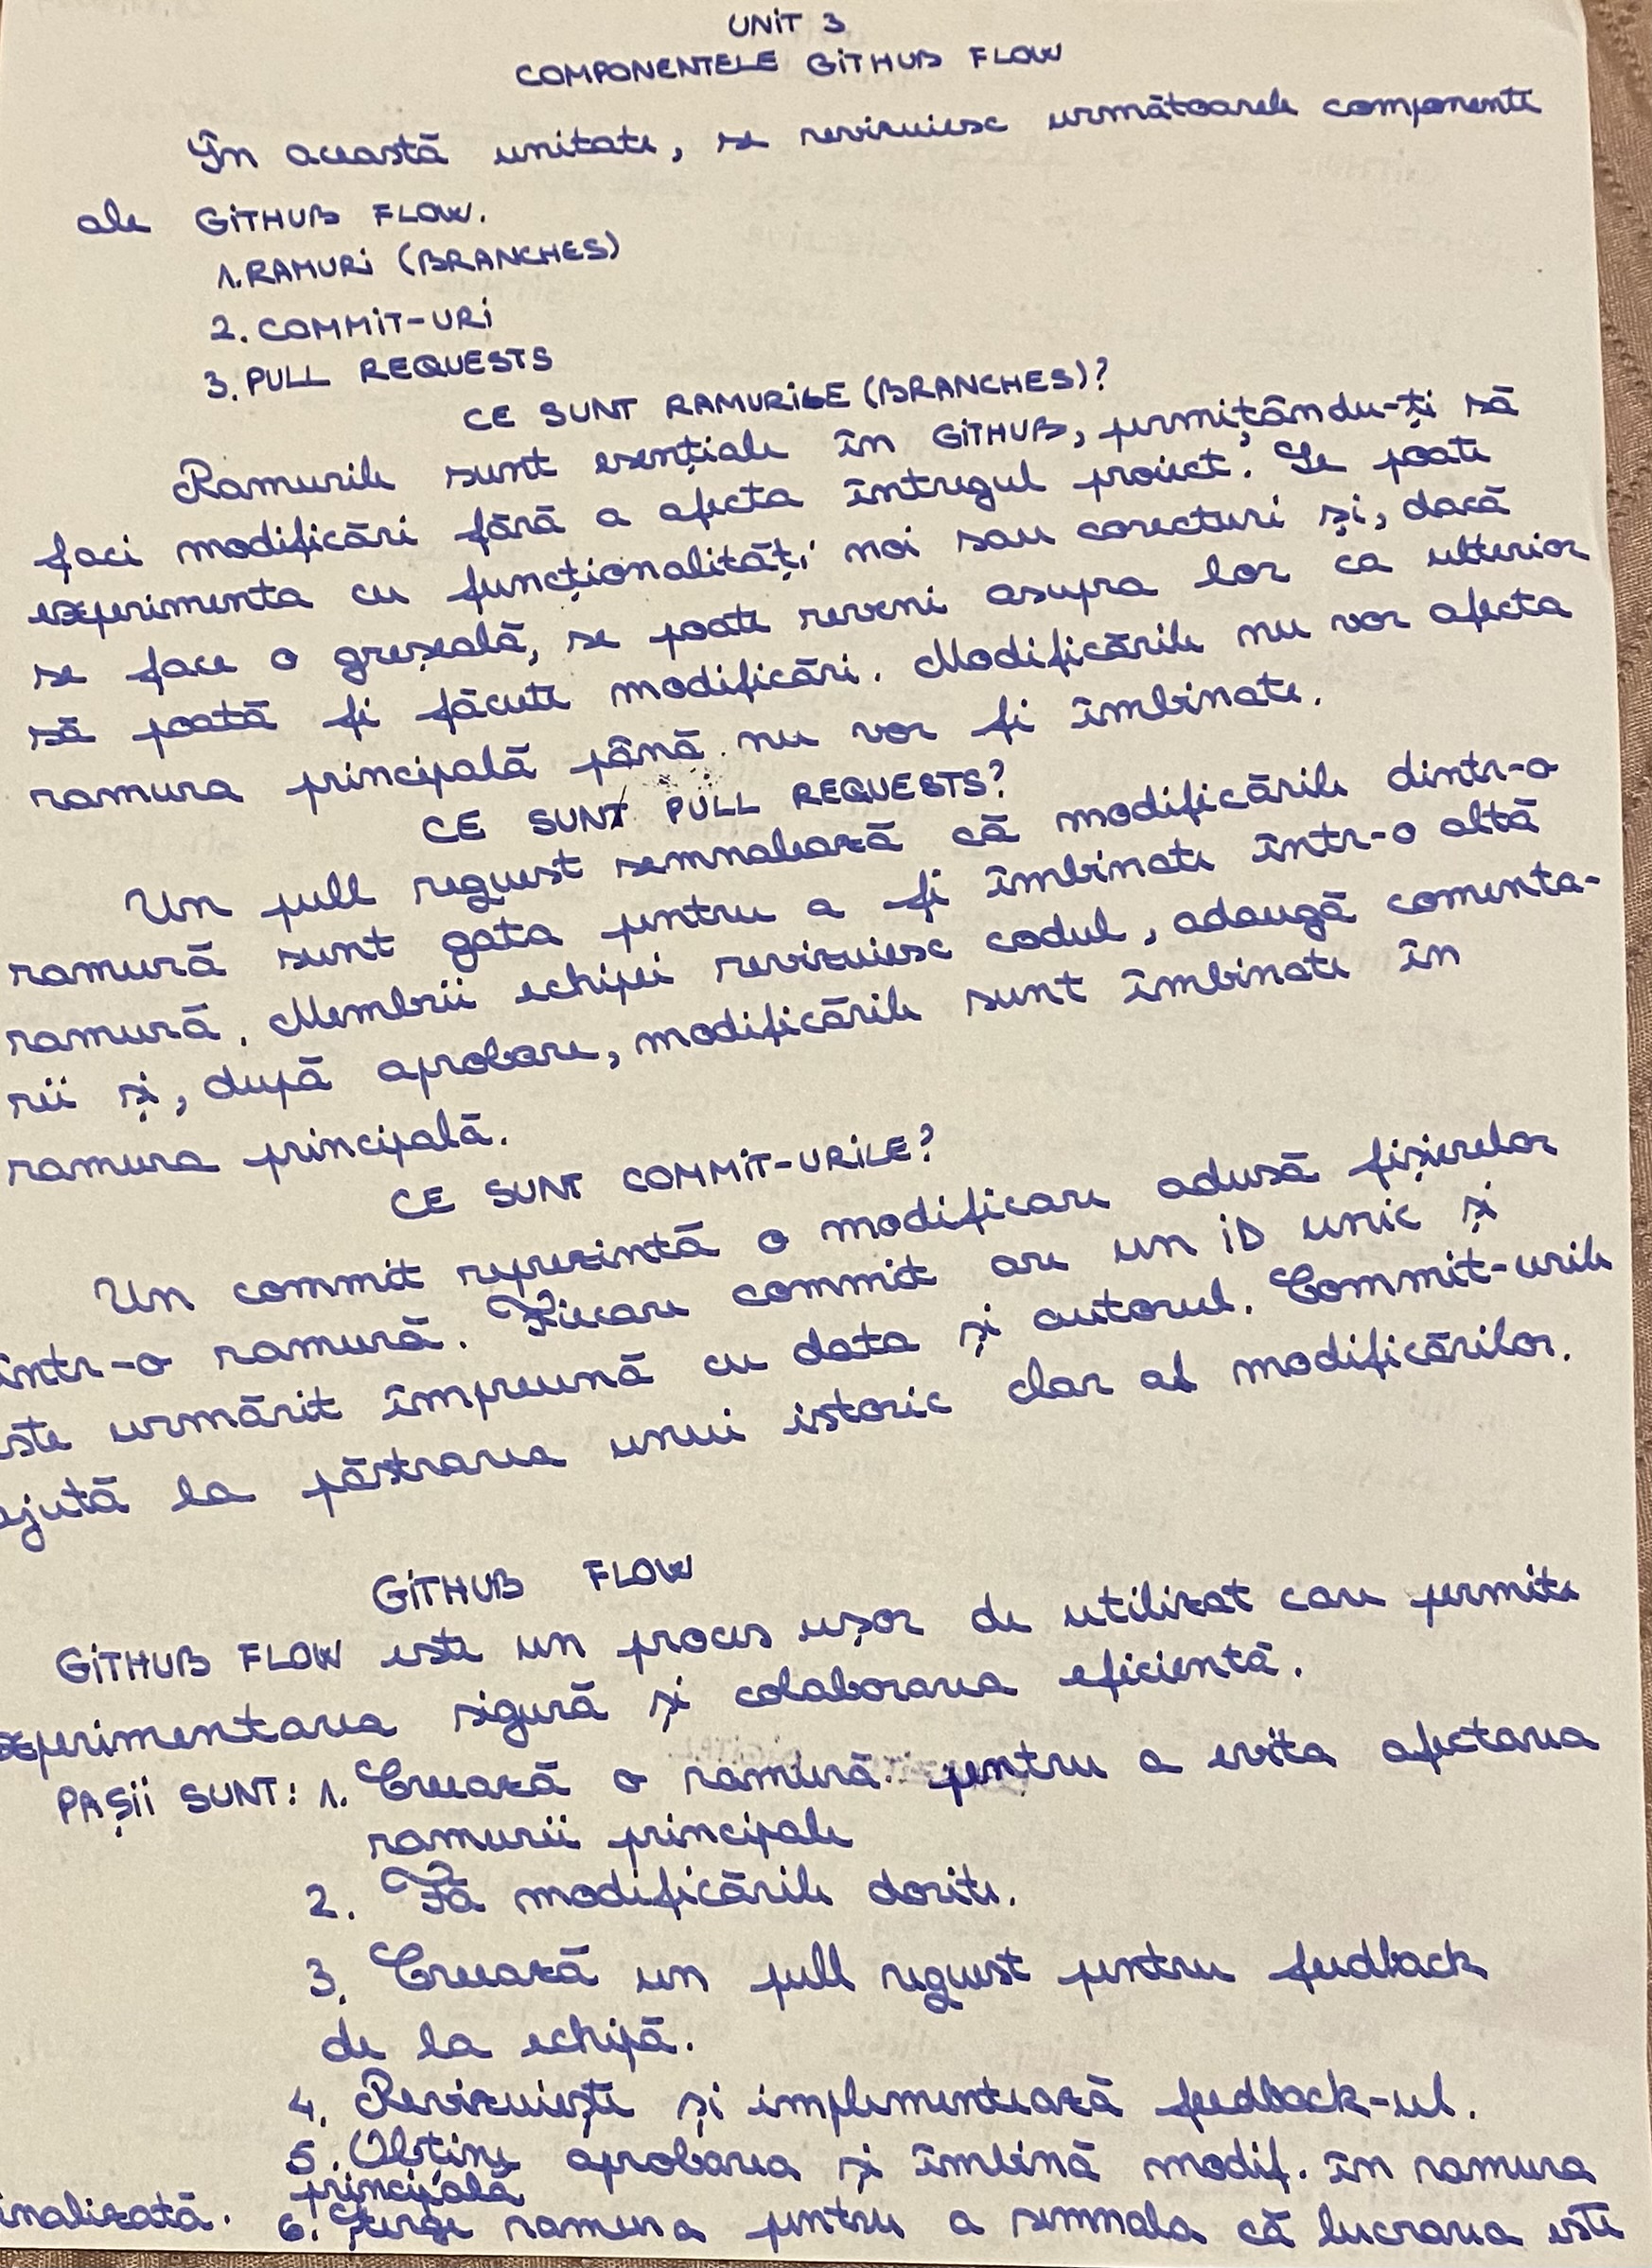 UNIT 3
COMPONENTELE GITHUB FLOW
În această unitate, se revizuiesc următoarele componente
ale GITHUB FLOW.
1. RAMURI (BRANCHES)
2. COMMIT-URI
3. PULL REQUESTS
CE SUNT RAMURILE (BRANCHES)?
Ramurile sunt esențiale în GITHUB, permițându-ți să
faci modificări fără a afecta întregul proiect. Se poate
experimenta cu funcționalități noi sau corecturi și, dacă
se face o greșeală, se poate reveni asupra lor ca ulterior
să poată fi făcute modificări. Modificările nu vor afecta
ramura principală până nu vor fi îmbinate.
CE SUNT PULL REQUESTS?
Un pull request semnalează că modificările dintr-o
ramură sunt gata pentru a fi îmbinate într-o altă
ramură. Membrii echipei revizuiesc codul, adaugă comenta-
rii și, după aprobare, modificările sunt îmbinate în
ramura principală.
CE SUNT COMMIT-URILE?
Un commit reprezintă o modificare adusă fișierelor
într-o ramură. Fiecare commit are un ID unic și
ste urmărit împreună cu data și autorul. Commit-urile
ajută la păstrarea unui istoric clar al modificărilor.
GITHUB FLOW
GITHUB FLOW este un proces ușor de utilizat care permite
xperimentarea sigură și colaborarea eficientă.
PAȘII SUNT: 1. Creează o ramură pentru a evita afectarea
ramurii principale
2. Fă modificările dorite.
3. Creează un pull request pentru feedback
de la echipă.
4. Revizuiește și implementează feedback-ul.
5. Obține aprobarea și îmbină modif. în ramura
principală
6. Șterge ramura pentru a semnala că lucrarea este
inalizată.